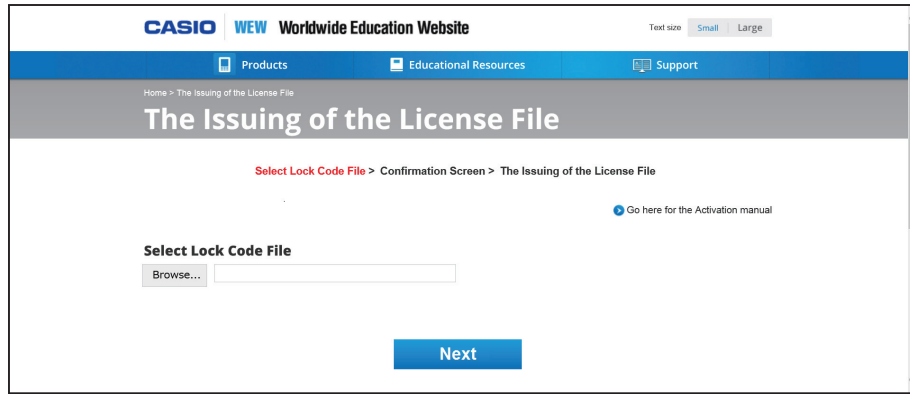 CASIO WEW Worldwide Education Website Text size Small Large
Products Educational Resources Support
Home > The Issuing of the License File
The Issuing of the License File
Select Lock Code File > Confirmation Screen > The Issuing of the License File
Go here for the Activation manual
Select Lock Code File
Browse...
Next